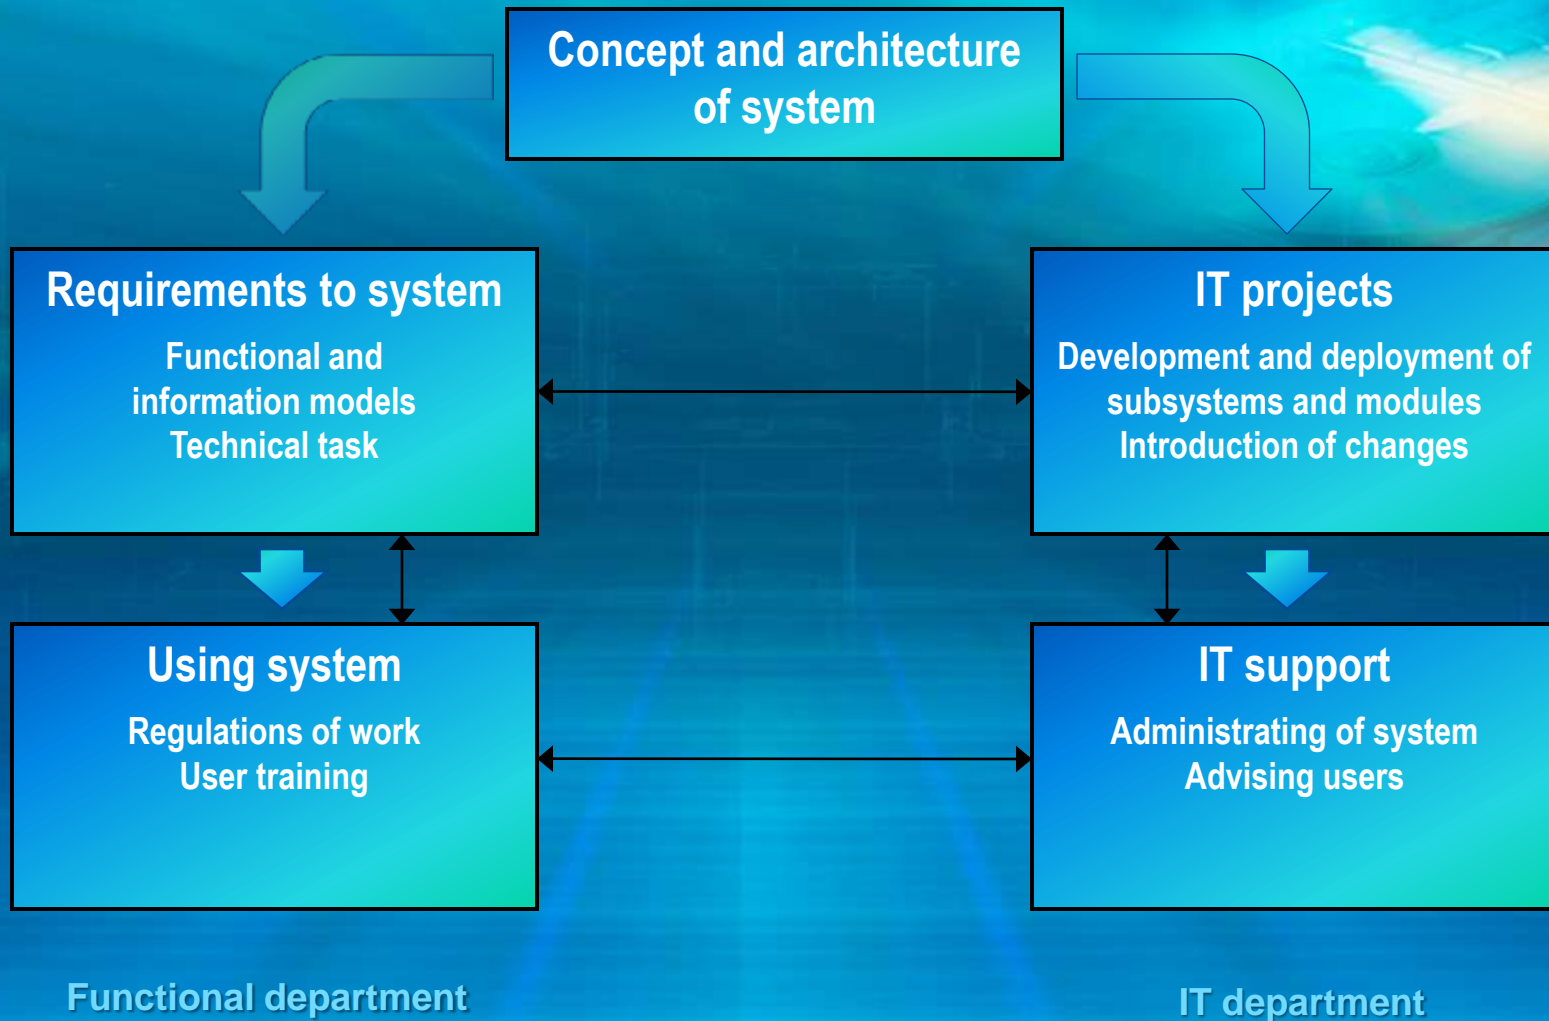 Concept and architecture
of system
Requirements to system
Functional and
information models
Technical task
IT projects
Development and deployment of
subsystems and modules
Introduction of changes
Using system
Regulations of work
User training
IT support
Administrating of system
Advising users
Functional department
IT department